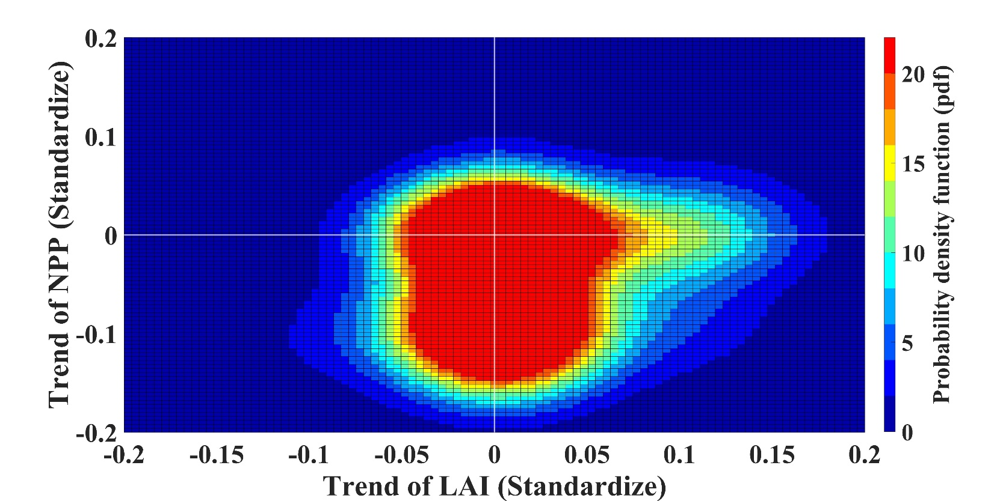 0.2
0.1
0
-0.1
-0.2
Trend of NPP (Standardize)
-0.2 -0.15 -0.1 -0.05 0 0.05 0.1 0.15 0.2
Trend of LAI (Standardize)
20
15
10
5
0
Probability density function (pdf)